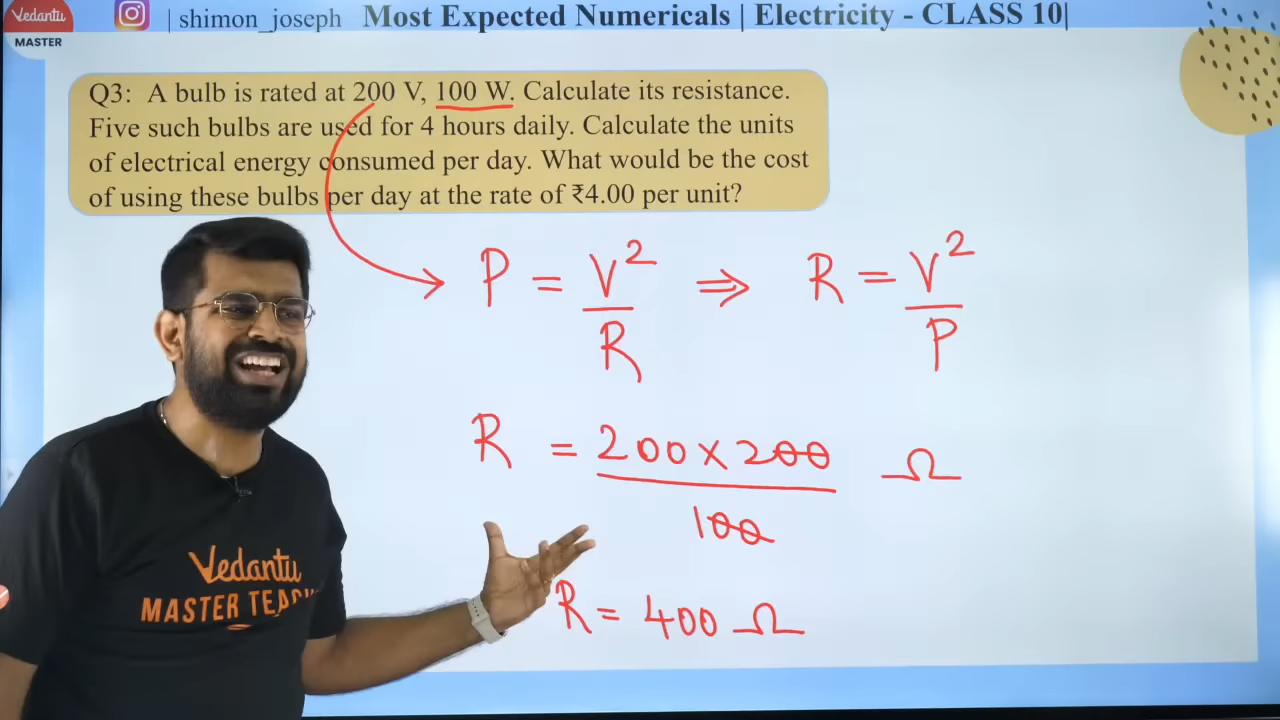 Vedantu
MASTER
| shimon_joseph Most Expected Numericals | Electricity - CLASS 10|
Q3: A bulb is rated at 200 V, 100 W. Calculate its resistance.
Five such bulbs are used for 4 hours daily. Calculate the units
of electrical energy consumed per day. What would be the cost
of using these bulbs per day at the rate of ₹4.00 per unit?
P = V² / R ⇒ R = V² / P
R = 200 × 200 / 100 Ω
R = 400 Ω
Vedantu
MASTER